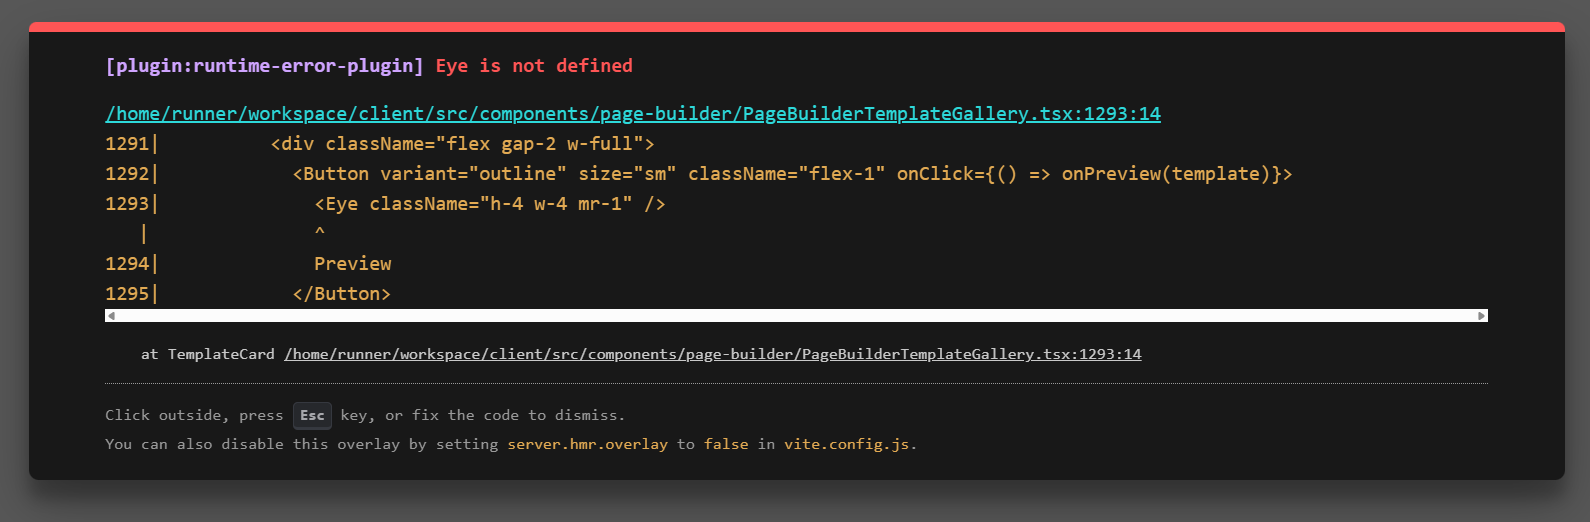 [plugin:runtime-error-plugin] Eye is not defined
/home/runner/workspace/client/src/components/page-builder/PageBuilderTemplateGallery.tsx:1293:14
1291|          <div className="flex gap-2 w-full">
1292|            <Button variant="outline" size="sm" className="flex-1" onClick={() => onPreview(template)}>
1293|              <Eye className="h-4 w-4 mr-1" />
   |               ^
1294|              Preview
1295|            </Button>
at TemplateCard /home/runner/workspace/client/src/components/page-builder/PageBuilderTemplateGallery.tsx:1293:14
Click outside, press Esc key, or fix the code to dismiss.
You can also disable this overlay by setting server.hmr.overlay to false in vite.config.js.